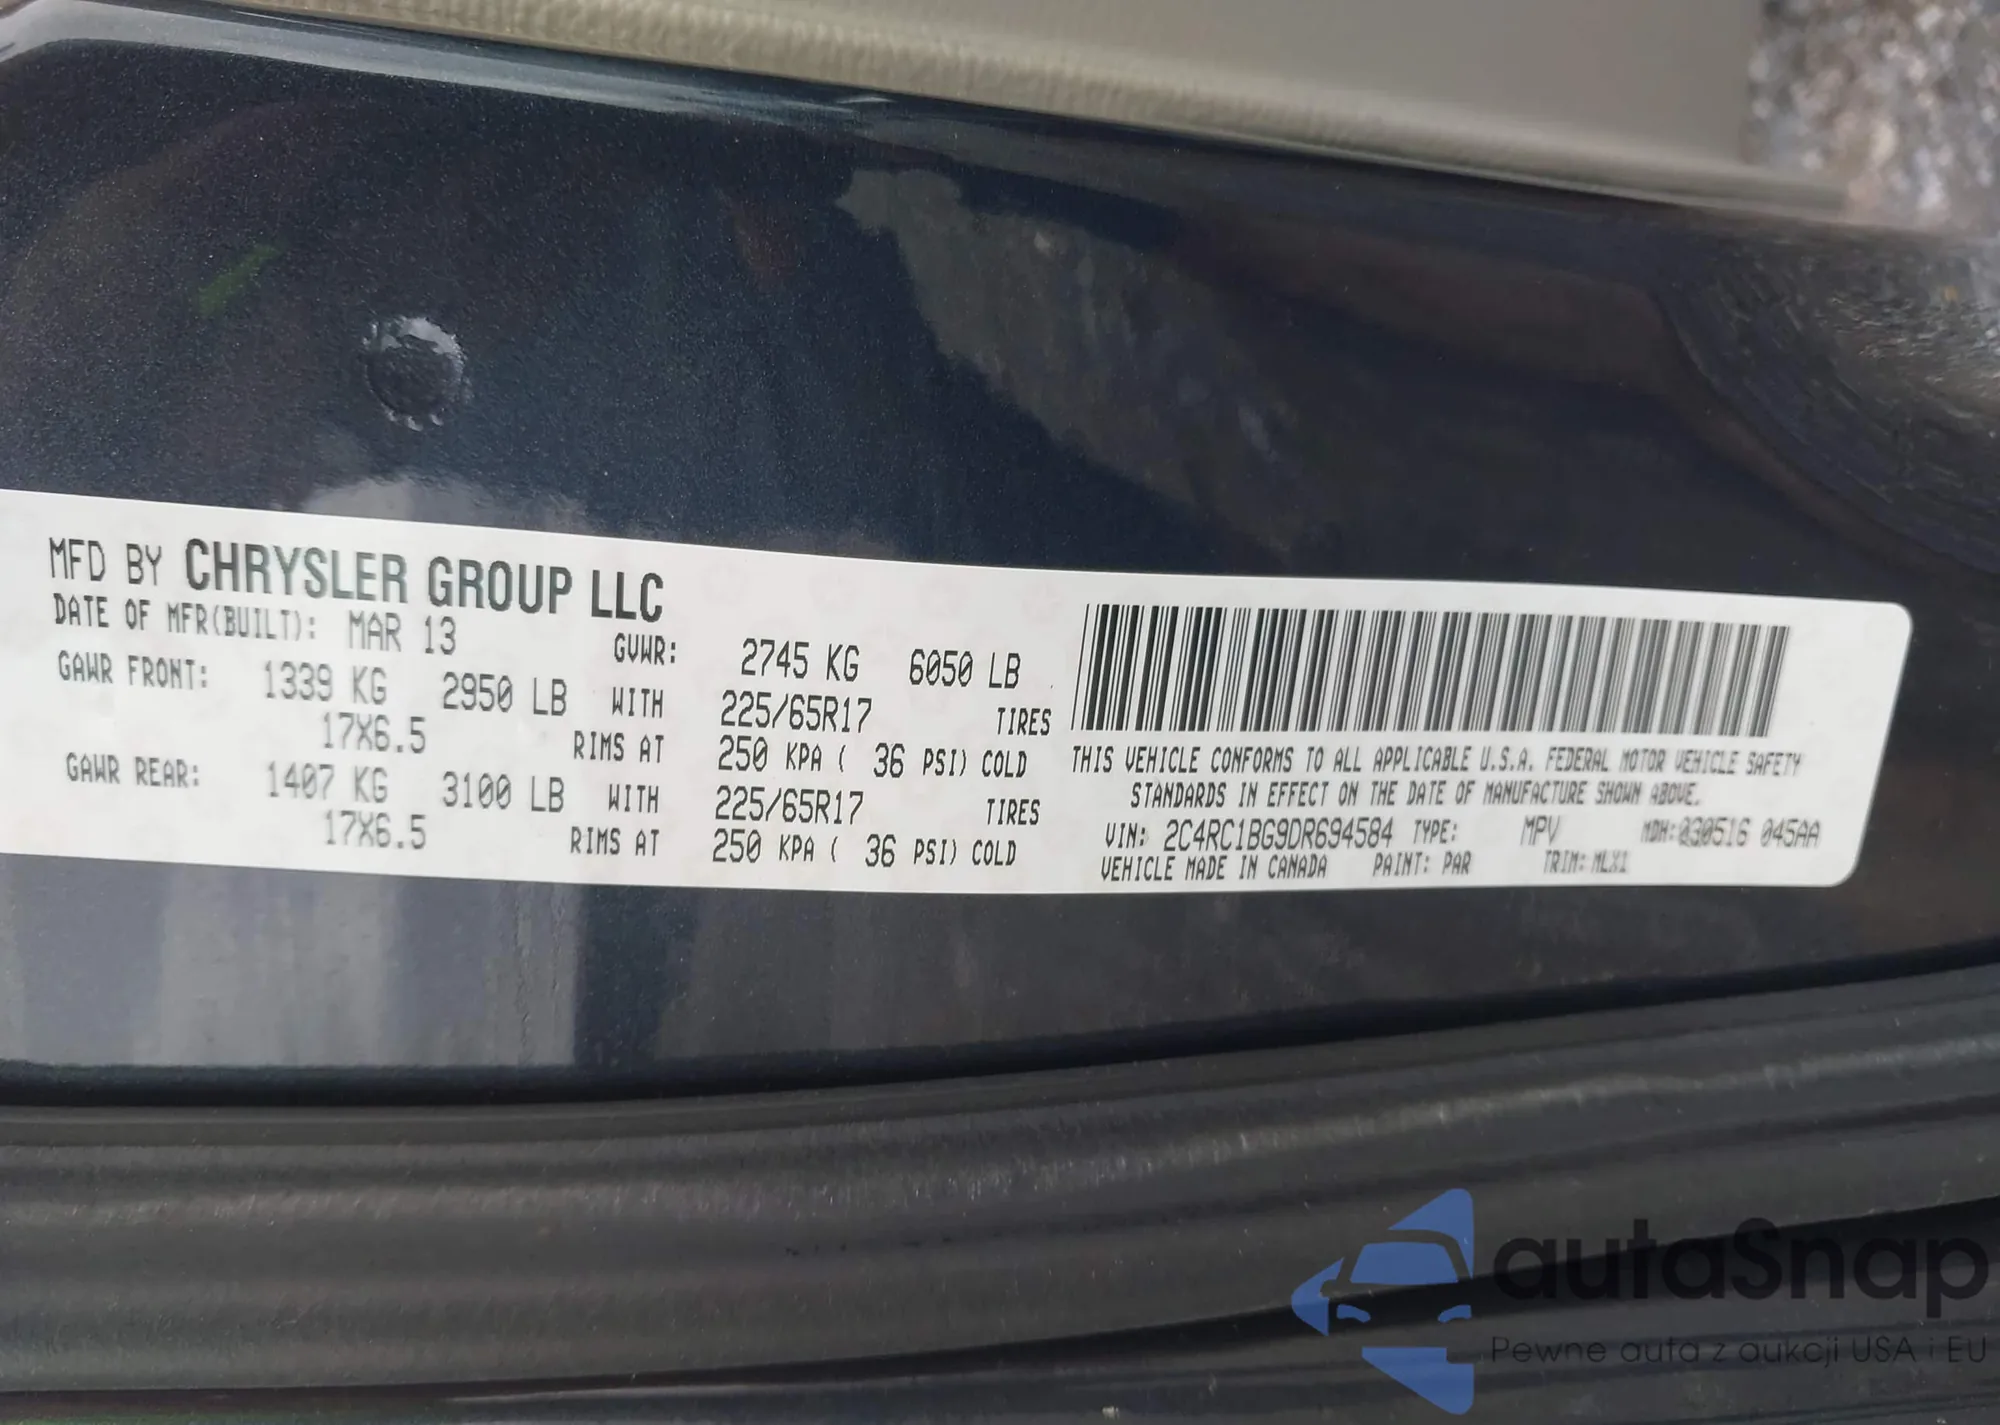 MFD BY CHRYSLER GROUP LLC
DATE OF MFR(BUILT): MAR 13 GVWR: 2745 KG 6050 LB
GAWR FRONT: 1339 KG 2950 LB WITH 225/65R17 TIRES
17X6.5 RIMS AT 250 KPA ( 36 PSI) COLD
GAWR REAR: 1407 KG 3100 LB WITH 225/65R17 TIRES
17X6.5 RIMS AT 250 KPA ( 36 PSI) COLD
THIS VEHICLE CONFORMS TO ALL APPLICABLE U.S.A. FEDERAL MOTOR VEHICLE SAFETY
STANDARDS IN EFFECT ON THE DATE OF MANUFACTURE SHOWN ABOVE.
VIN: 2C4RC1BG9DR694584 TYPE: MPV MDH:030516 045AA
VEHICLE MADE IN CANADA PAINT: PAR TRIM: MLX1
autaSnap
Pewne auta z aukcji USA i EU